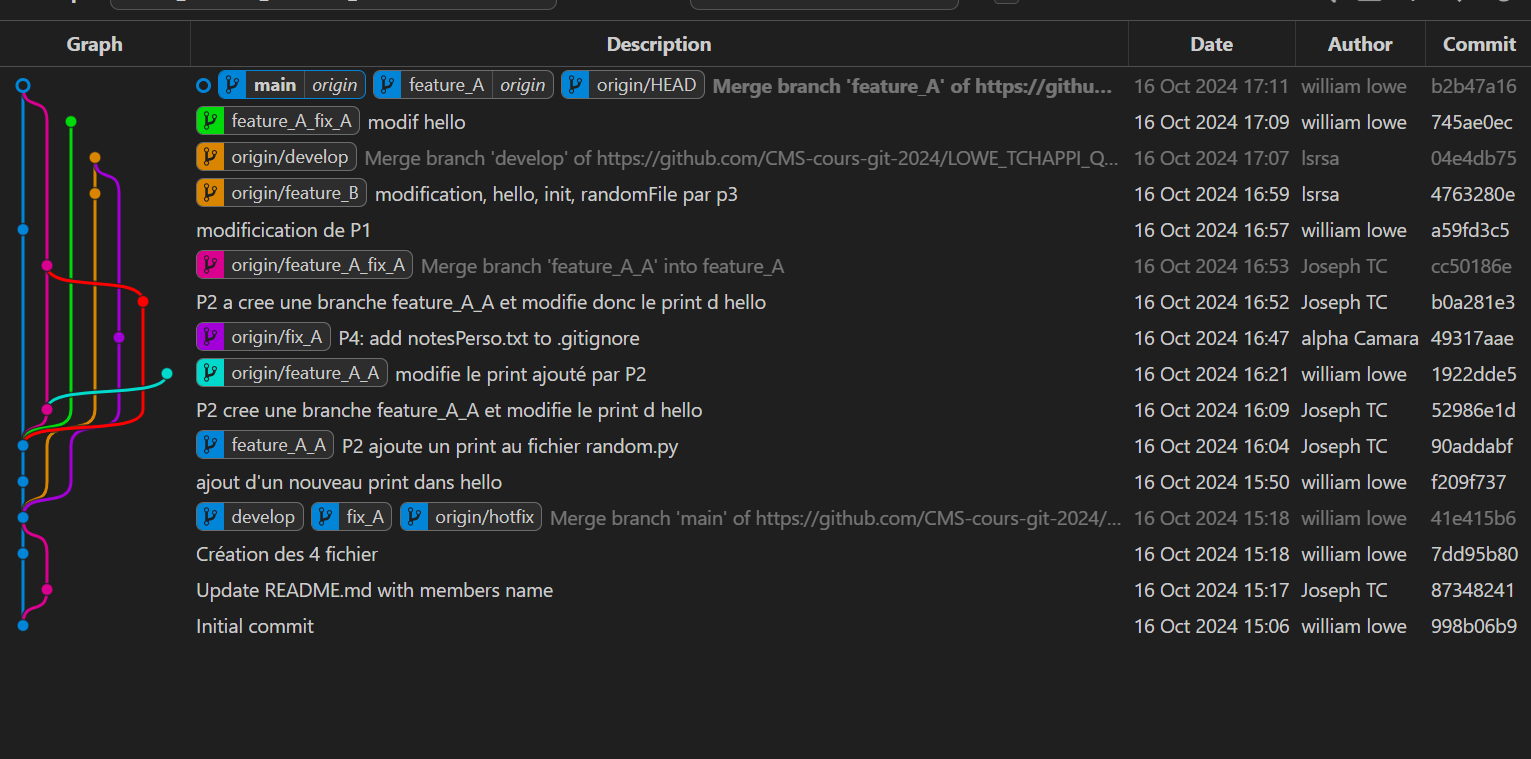 Graph Description Date Author Commit
main origin feature_A origin origin/HEAD Merge branch 'feature_A' of https://githu... 16 Oct 2024 17:11 william lowe b2b47a16
feature_A_fix_A modif hello 16 Oct 2024 17:09 william lowe 745ae0ec
origin/develop Merge branch 'develop' of https://github.com/CMS-cours-git-2024/LOWE_TCHAPPI_Q... 16 Oct 2024 17:07 lsrsa 04e4db75
origin/feature_B modification, hello, init, randomFile par p3 16 Oct 2024 16:59 lsrsa 4763280e
modificication de P1 16 Oct 2024 16:57 william lowe a59fd3c5
origin/feature_A_fix_A Merge branch 'feature_A_A' into feature_A 16 Oct 2024 16:53 Joseph TC cc50186e
P2 a cree une branche feature_A_A et modifie donc le print d hello 16 Oct 2024 16:52 Joseph TC b0a281e3
origin/fix_A P4: add notesPerso.txt to .gitignore 16 Oct 2024 16:47 alpha Camara 49317aae
origin/feature_A_A modifie le print ajouté par P2 16 Oct 2024 16:21 william lowe 1922dde5
P2 cree une branche feature_A_A et modifie le print d hello 16 Oct 2024 16:09 Joseph TC 52986e1d
feature_A_A P2 ajoute un print au fichier random.py 16 Oct 2024 16:04 Joseph TC 90addabf
ajout d'un nouveau print dans hello 16 Oct 2024 15:50 william lowe f209f737
develop fix_A origin/hotfix Merge branch 'main' of https://github.com/CMS-cours-git-2024/... 16 Oct 2024 15:18 william lowe 41e415b6
Création des 4 fichier 16 Oct 2024 15:18 william lowe 7dd95b80
Update README.md with members name 16 Oct 2024 15:17 Joseph TC 87348241
Initial commit 16 Oct 2024 15:06 william lowe 998b06b9